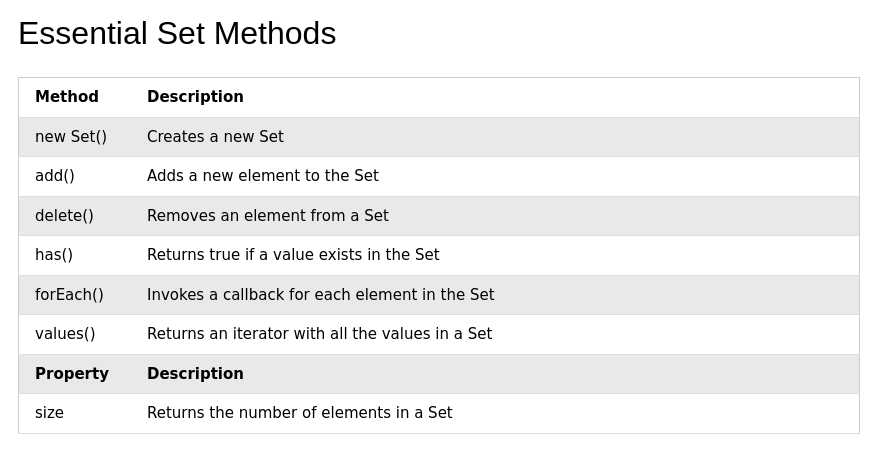 Essential Set Methods
Method Description
new Set() Creates a new Set
add() Adds a new element to the Set
delete() Removes an element from a Set
has() Returns true if a value exists in the Set
forEach() Invokes a callback for each element in the Set
values() Returns an iterator with all the values in a Set
Property Description
size Returns the number of elements in a Set